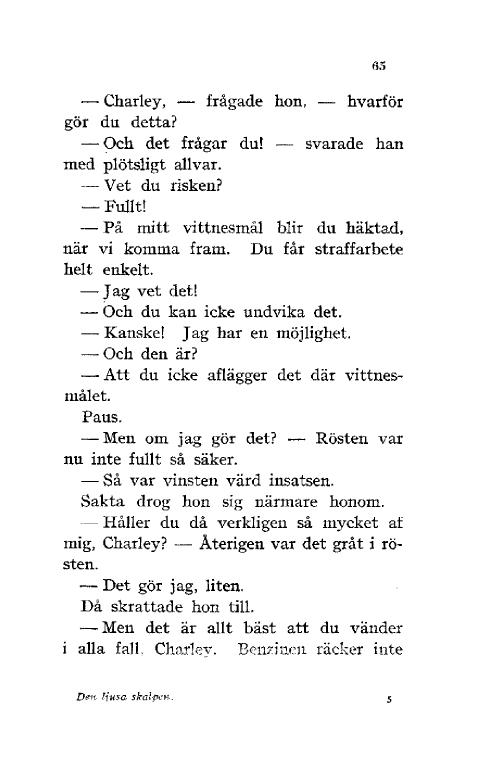 65
— Charley, — frågade hon, — hvarför
gör du detta?
— Och det frågar du! — svarade han
med plötsligt allvar.
— Vet du risken?
— Fullt!
— På mitt vittnesmål blir du häktad,
när vi komma fram. Du får straffarbete
helt enkelt.
— Jag vet det!
— Och du kan icke undvika det.
— Kanske! Jag har en möjlighet.
— Och den är?
— Att du icke aflägger det där vittnes-
målet.
Paus.
— Men om jag gör det? — Rösten var
nu inte fullt så säker.
— Så var vinsten värd insatsen.
Sakta drog hon sig närmare honom.
— Håller du då verkligen så mycket af
mig, Charley? — Återigen var det gråt i rö-
sten.
— Det gör jag, liten.
Då skrattade hon till.
— Men det är allt bäst att du vänder
i alla fall, Charley. Benzinen räcker inte
Den ljusa skalpen. 5